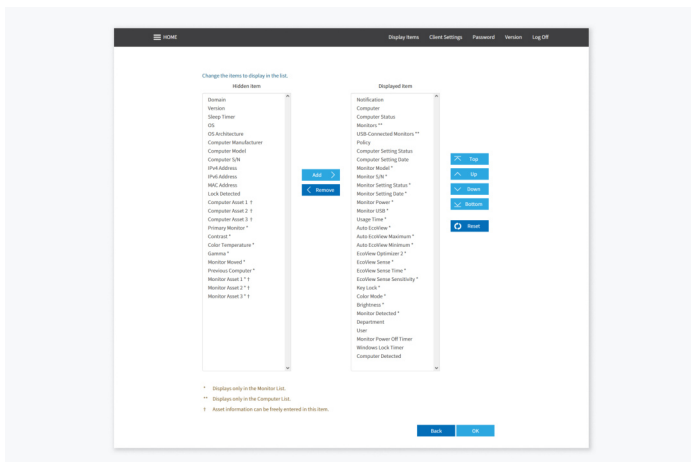 HOME
Display Items Client Settings Password Version Log Off
Change the items to display in the list.
Hidden Item
Domain
Version
Sleep Timer
OS
OS Architecture
Computer Manufacturer
Computer Model
Computer S/N
IPv4 Address
IPv6 Address
MAC Address
Lock Detected
Computer Asset 1 †
Computer Asset 2 †
Computer Asset 3 †
Primary Monitor *
Contrast *
Color Temperature *
Gamma *
Monitor Moved *
Previous Computer *
Monitor Asset 1 * †
Monitor Asset 2 * †
Monitor Asset 3 * †
Add
Remove
Displayed Item
Notification
Computer
Computer Status
Monitors **
USB-Connected Monitors **
Policy
Computer Setting Status
Computer Setting Date
Monitor Model *
Monitor S/N *
Monitor Setting Status *
Monitor Setting Date *
Monitor Power *
Monitor USB *
Usage Time *
Auto EcoView *
Auto EcoView Maximum *
Auto EcoView Minimum *
EcoView Optimizer 2 *
EcoView Sense *
EcoView Sense Time *
EcoView Sense Sensitivity *
Key Lock *
Color Mode *
Brightness *
Monitor Detected *
Department
User
Monitor Power Off Timer
Windows Lock Timer
Computer Detected
Top
Up
Down
Bottom
Reset
* Displays only in the Monitor List.
** Displays only in the Computer List.
† Asset information can be freely entered in this item.
Back OK